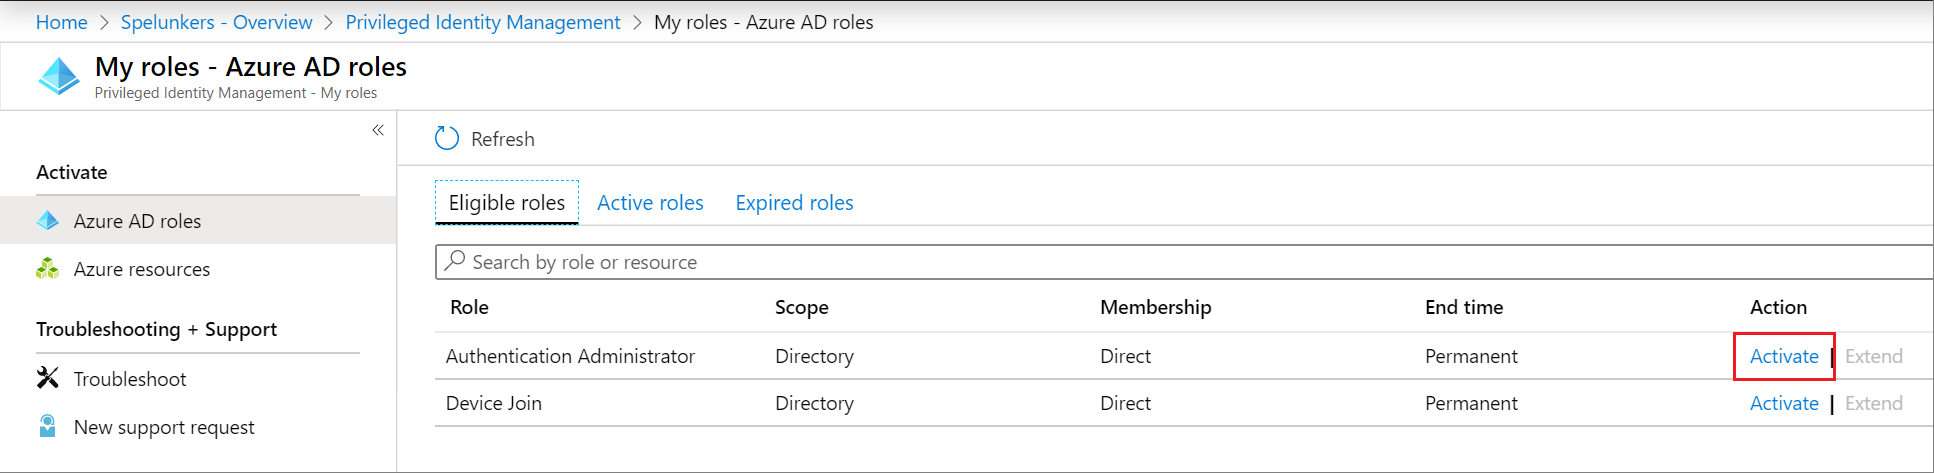 Home > Spelunkers - Overview > Privileged Identity Management > My roles - Azure AD roles
My roles - Azure AD roles
Privileged Identity Management - My roles
«
Activate
Azure AD roles
Azure resources
Troubleshooting + Support
Troubleshoot
New support request
Refresh
Eligible roles Active roles Expired roles
Search by role or resource
Role Scope Membership End time Action
Authentication Administrator Directory Direct Permanent Activate | Extend
Device Join Directory Direct Permanent Activate | Extend